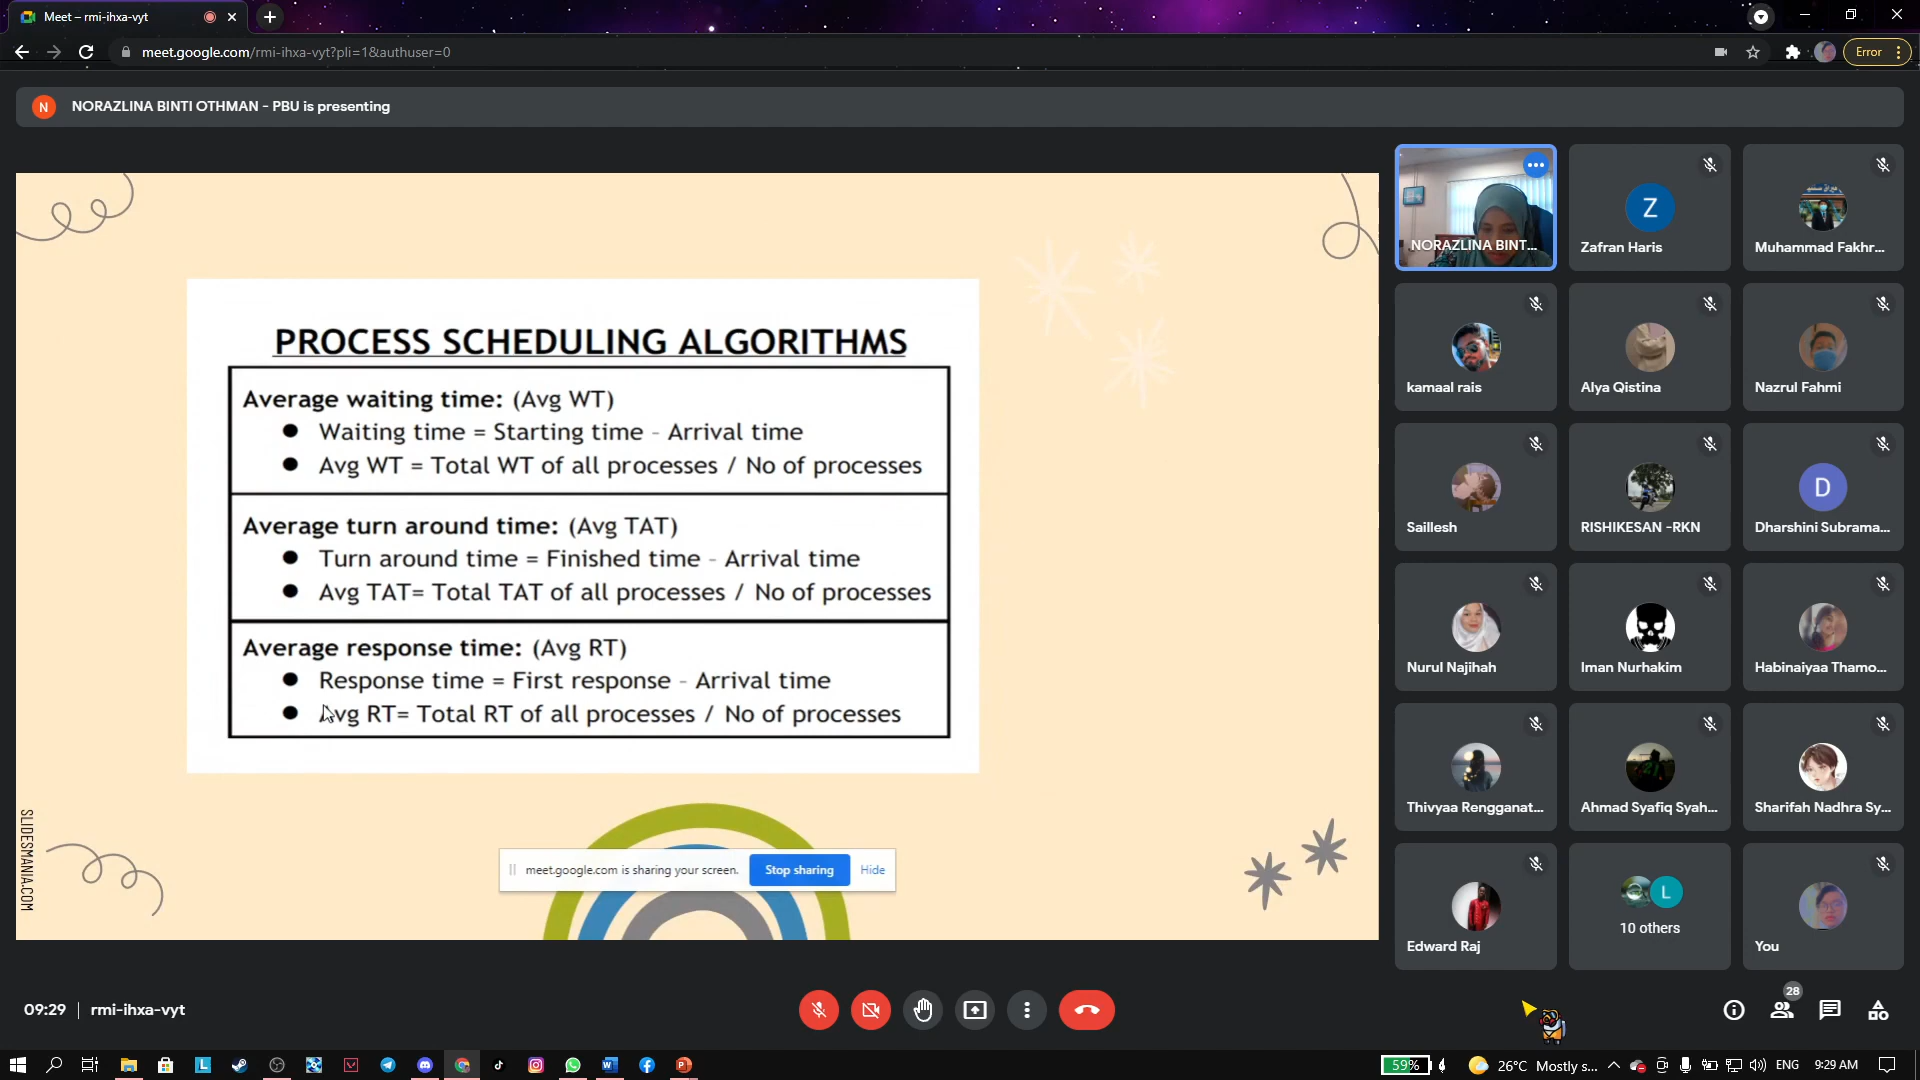 Meet – rmi-ihxa-vyt
meet.google.com/rmi-ihxa-vyt?pli=1&authuser=0
Error
N
NORAZLINA BINTI OTHMAN - PBU is presenting
PROCESS SCHEDULING ALGORITHMS
Average waiting time: (Avg WT)
● Waiting time = Starting time - Arrival time
● Avg WT = Total WT of all processes / No of processes
Average turn around time: (Avg TAT)
● Turn around time = Finished time - Arrival time
● Avg TAT= Total TAT of all processes / No of processes
Average response time: (Avg RT)
● Response time = First response - Arrival time
● Avg RT= Total RT of all processes / No of processes
SLIDESMANIA.COM
meet.google.com is sharing your screen.
Stop sharing
Hide
NORAZLINA BINT...
Z
Zafran Haris
Muhammad Fakhr...
kamaal rais
Alya Qistina
Nazrul Fahmi
Saillesh
RISHIKESAN -RKN
D
Dharshini Subrama...
Nurul Najihah
Iman Nurhakim
Habinaiyaa Thamo...
Thivyaa Rengganat...
Ahmad Syafiq Syah...
Sharifah Nadhra Sy...
Edward Raj
L
10 others
You
09:29 | rmi-ihxa-vyt
28
59%
26°C Mostly s...
ENG
9:29 AM